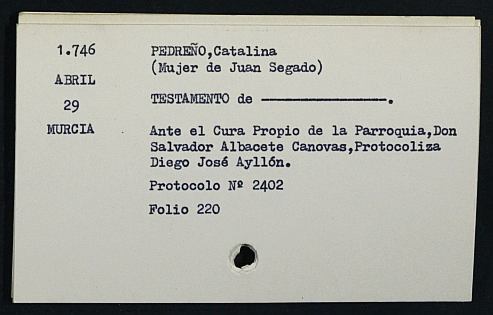 1.746 PEDREÑO,Catalina
(Mujer de Juan Segado)
ABRIL
29 TESTAMENTO de ————————.
MURCIA Ante el Cura Propio de la Parroquia,Don
Salvador Albacete Canovas,Protocoliza
Diego José Ayllón.
Protocolo Nº 2402
Folio 220